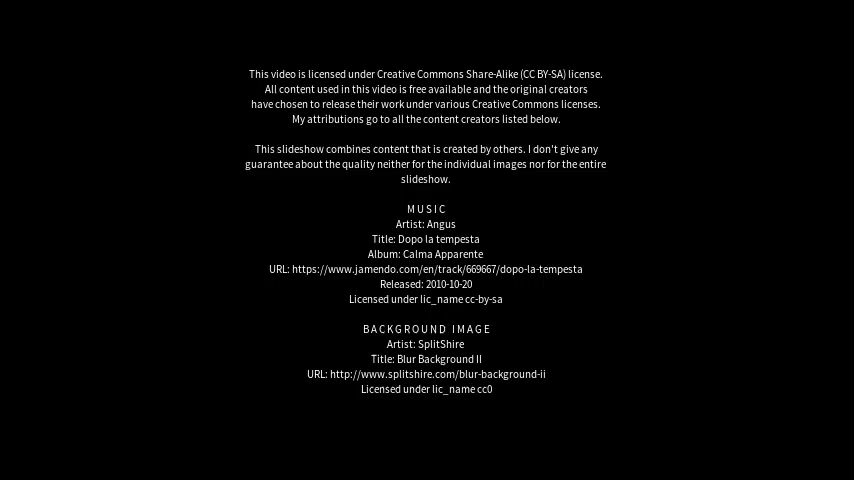 This video is licensed under Creative Commons Share-Alike (CC BY-SA) license.
All content used in this video is free available and the original creators
have chosen to release their work under various Creative Commons licenses.
My attributions go to all the content creators listed below.
This slideshow combines content that is created by others. I don't give any
guarantee about the quality neither for the individual images nor for the entire
slideshow.
MUSIC
Artist: Angus
Title: Dopo la tempesta
Album: Calma Apparente
URL: https://www.jamendo.com/en/track/669667/dopo-la-tempesta
Released: 2010-10-20
Licensed under lic_name cc-by-sa
BACKGROUND IMAGE
Artist: SplitShire
Title: Blur Background II
URL: http://www.splitshire.com/blur-background-ii
Licensed under lic_name cc0